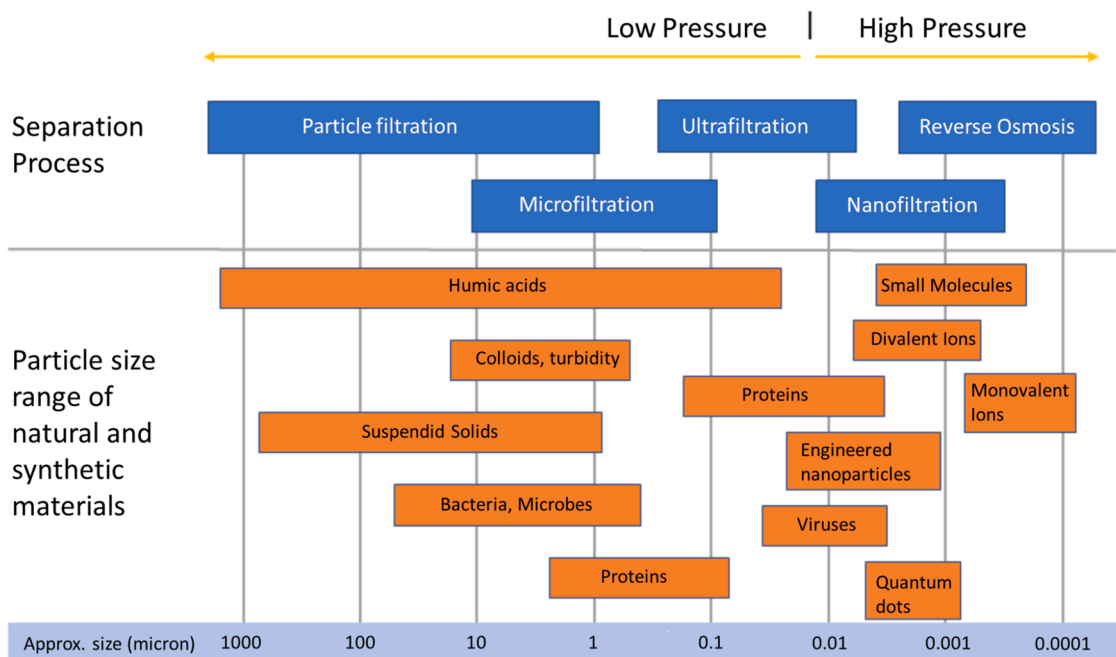 Low Pressure | High Pressure
Separation
Process
Particle filtration
Ultrafiltration
Reverse Osmosis
Microfiltration
Nanofiltration
Particle size
range of
natural and
synthetic
materials
Humic acids
Small Molecules
Colloids, turbidity
Divalent Ions
Proteins
Monovalent
Ions
Suspendid Solids
Engineered
nanoparticles
Bacteria, Microbes
Viruses
Proteins
Quantum
dots
Approx. size (micron) 1000 100 10 1 0.1 0.01 0.001 0.0001